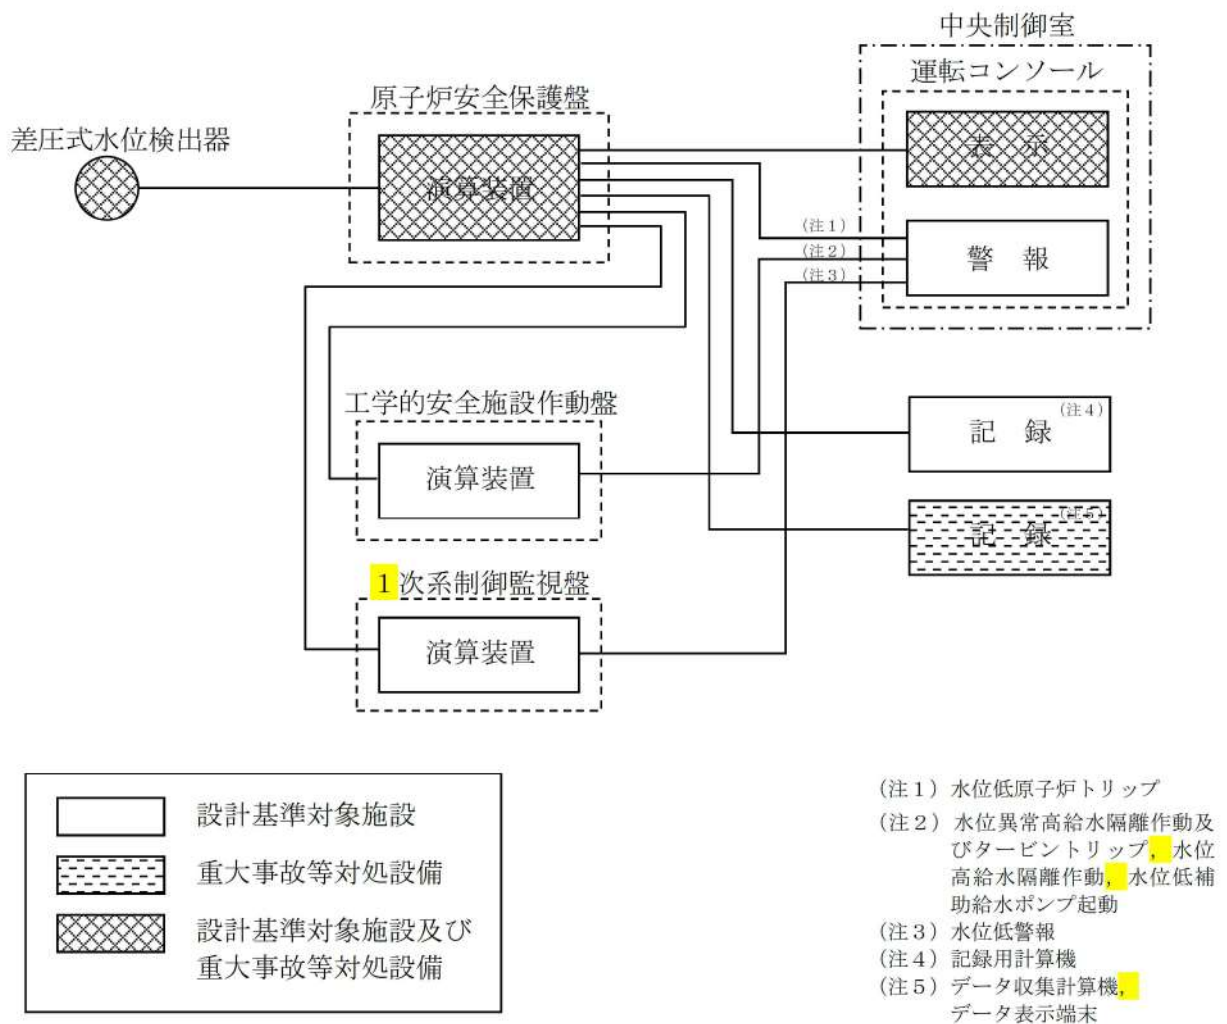 中央制御室
運転コンソール
原子炉安全保護盤
差圧式水位検出器
演算装置
表　示
(注1)
(注2)
(注3)
警　報
工学的安全施設作動盤
演算装置
記　録
(注4)
記　録
(注5)
1次系制御監視盤
演算装置
設計基準対象施設
重大事故等対処設備
設計基準対象施設及び
重大事故等対処設備
(注1) 水位低原子炉トリップ
(注2) 水位異常高給水隔離作動及
びタービントリップ，水位
高給水隔離作動，水位低補
助給水ポンプ起動
(注3) 水位低警報
(注4) 記録用計算機
(注5) データ収集計算機，
データ表示端末